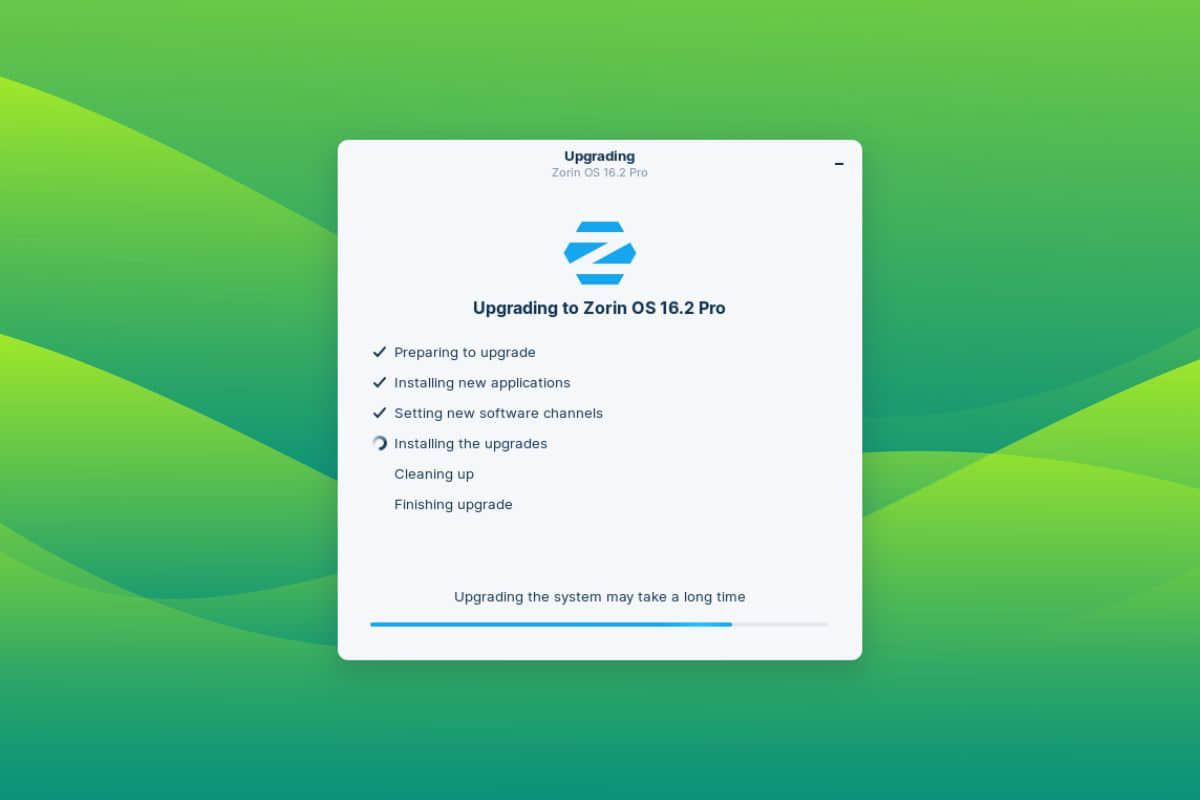 Upgrading
Zorin OS 16.2 Pro
Upgrading to Zorin OS 16.2 Pro
Preparing to upgrade
Installing new applications
Setting new software channels
Installing the upgrades
Cleaning up
Finishing upgrade
Upgrading the system may take a long time